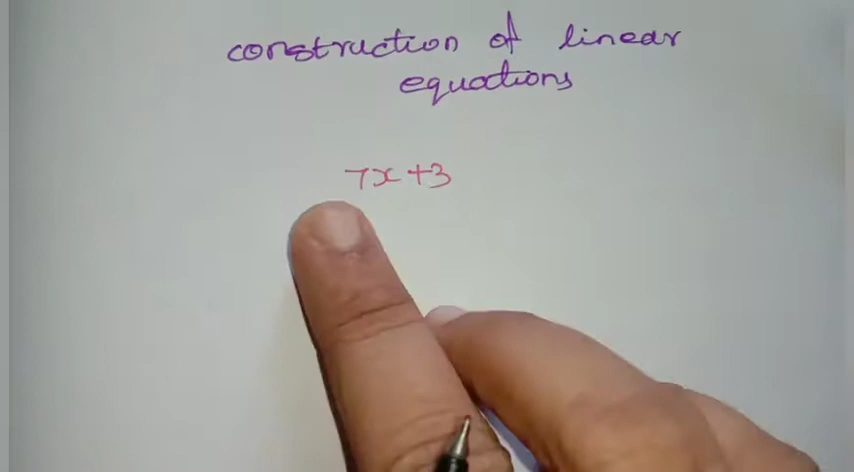 construction of linear
equations
7x+3